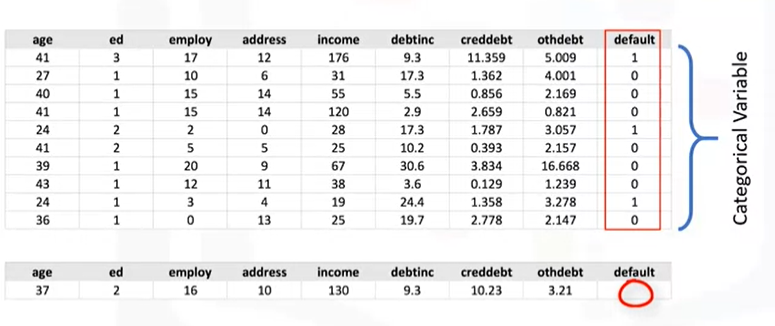 age ed employ address income debtinc creddebt othdebt default
41 3 17 12 176 9.3 11.359 5.009 1
27 1 10 6 31 17.3 1.362 4.001 0
40 1 15 14 55 5.5 0.856 2.169 0
41 1 15 14 120 2.9 2.659 0.821 0
24 2 2 0 28 17.3 1.787 3.057 1
41 2 5 5 25 10.2 0.393 2.157 0
39 1 20 9 67 30.6 3.834 16.668 0
43 1 12 11 38 3.6 0.129 1.239 0
24 1 3 4 19 24.4 1.358 3.278 1
36 1 0 13 25 19.7 2.778 2.147 0
Categorical Variable
age ed employ address income debtinc creddebt othdebt default
37 2 16 10 130 9.3 10.23 3.21